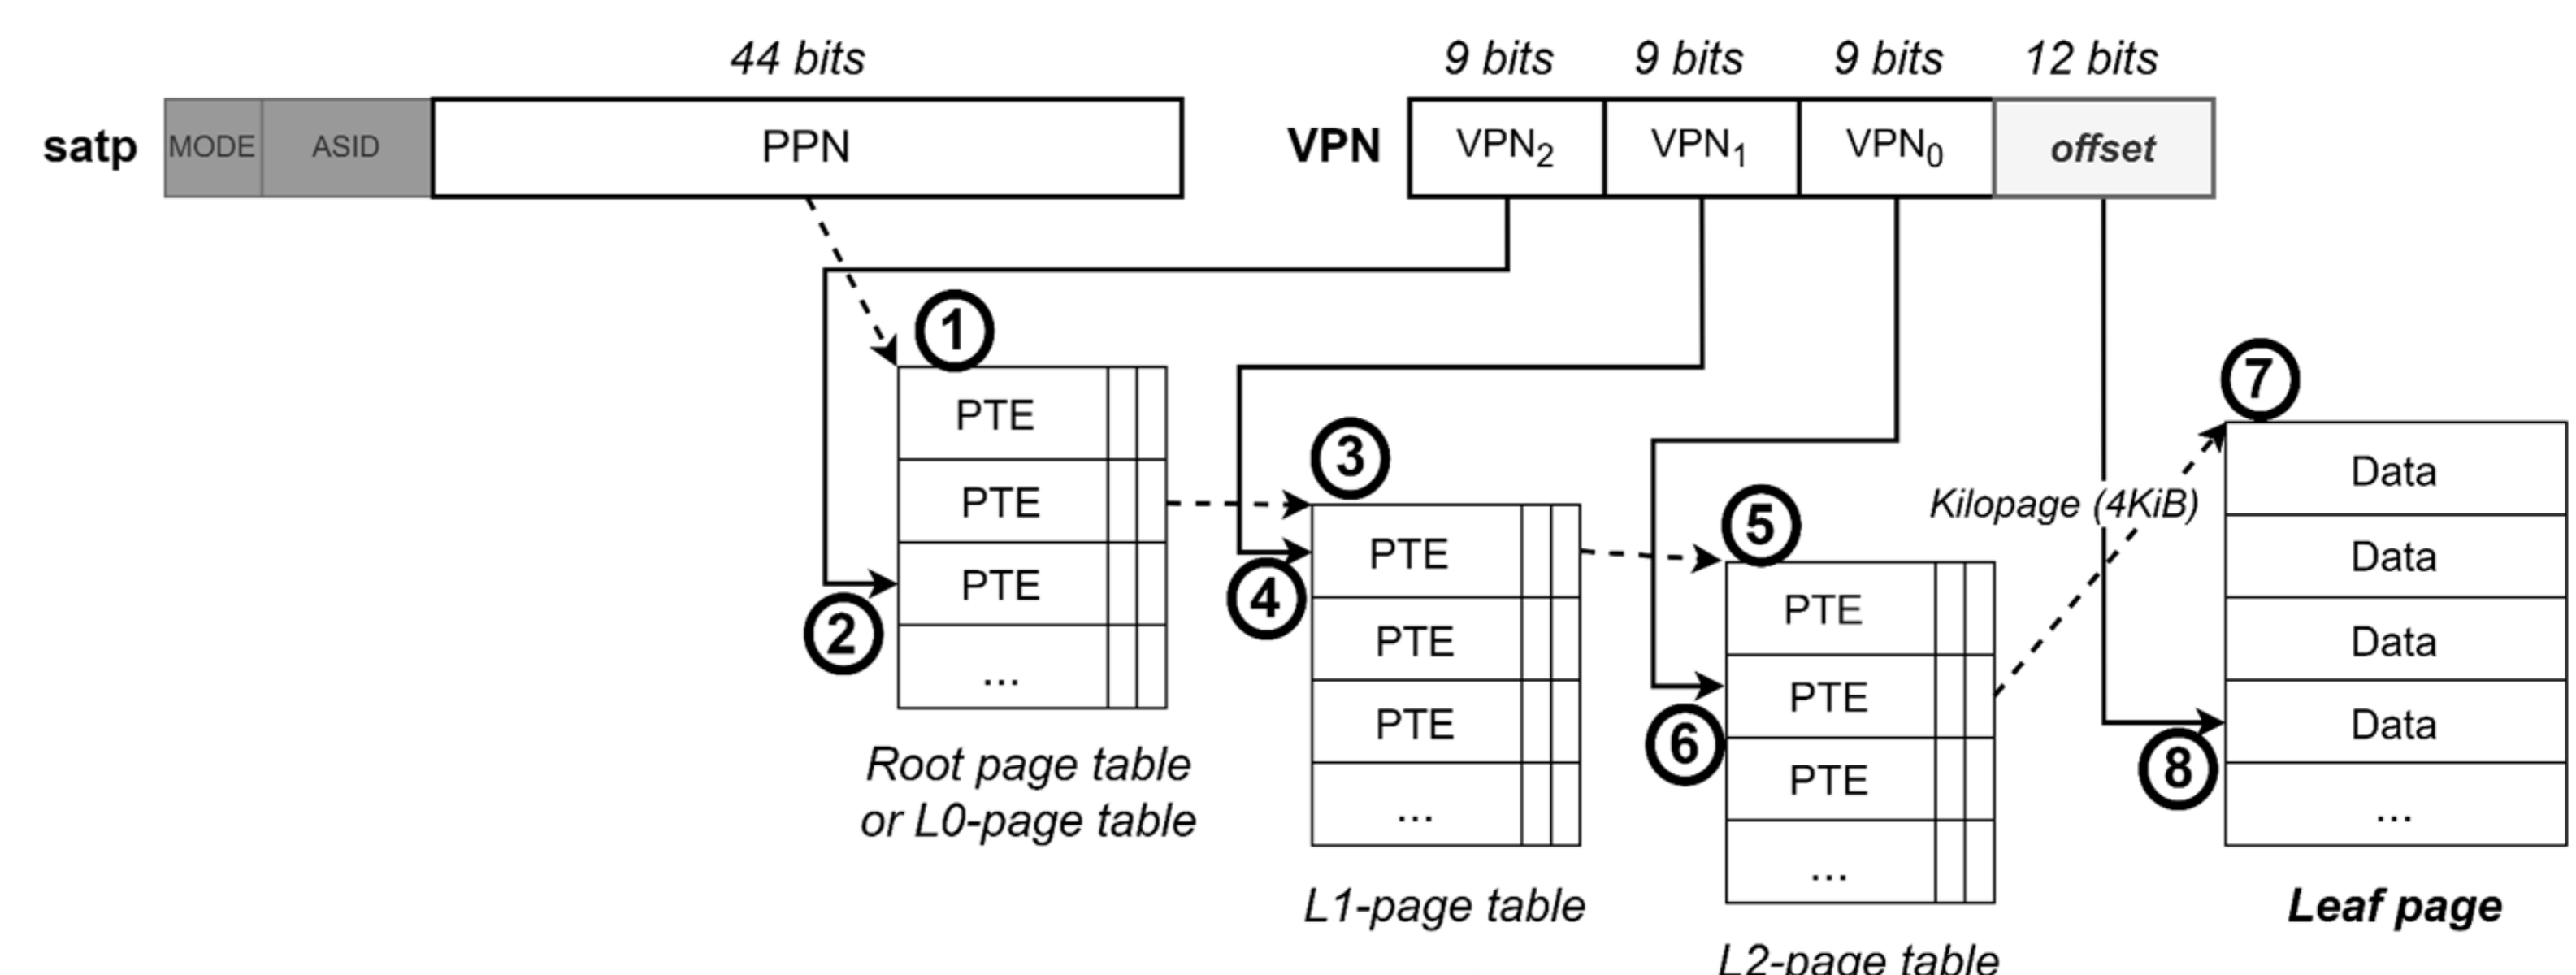 44 bits
9 bits 9 bits 9 bits 12 bits
satp MODE ASID PPN
VPN VPN2 VPN1 VPN0 offset
1
PTE
PTE
PTE
...
2
Root page table
or L0-page table
3
4
PTE
PTE
PTE
...
L1-page table
5
6
PTE
PTE
PTE
...
L2-page table
Kilopage (4KiB)
7
Data
Data
Data
Data
...
8
Leaf page